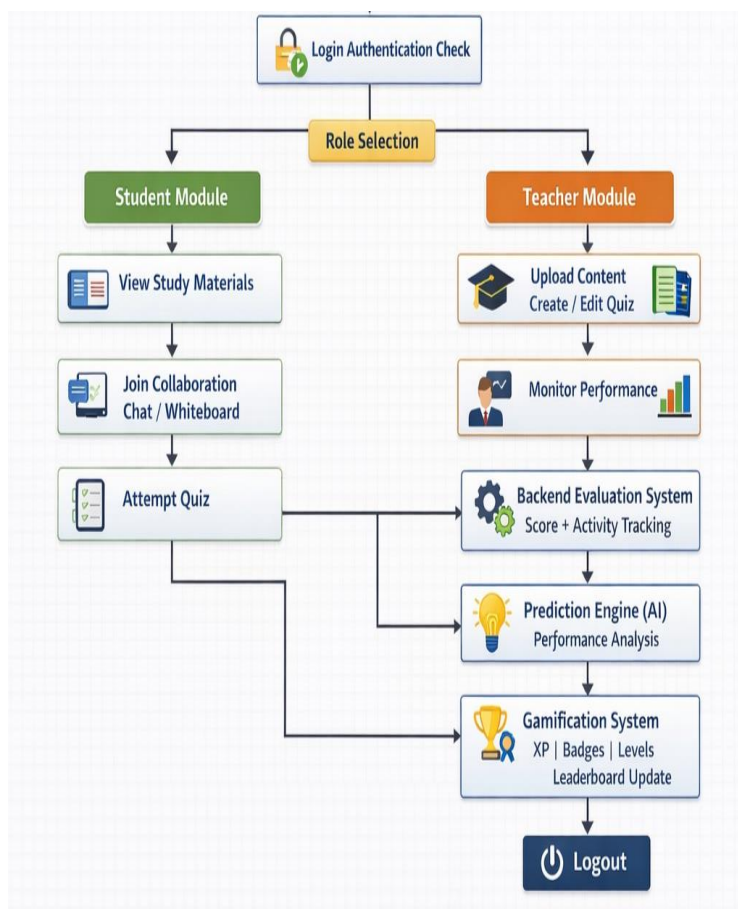 Login Authentication Check
Role Selection
Student Module
Teacher Module
View Study Materials
Upload Content
Create / Edit Quiz
Join Collaboration
Chat / Whiteboard
Monitor Performance
Attempt Quiz
Backend Evaluation System
Score + Activity Tracking
Prediction Engine (AI)
Performance Analysis
Gamification System
XP | Badges | Levels
Leaderboard Update
Logout